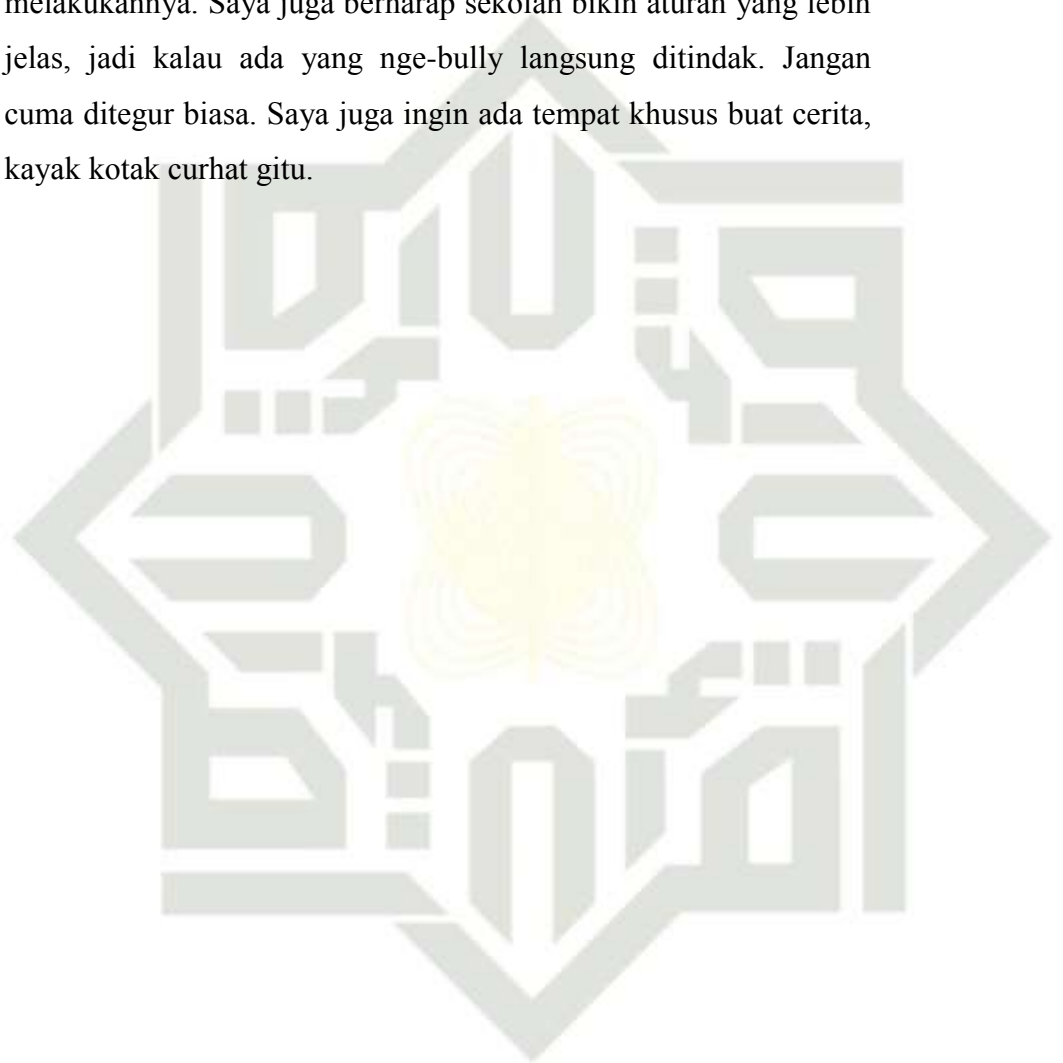 melakukannya. Saya juga berharap sekolah bikin aturan yang lebih
jelas, jadi kalau ada yang nge-bully langsung ditindak. Jangan
cuma ditegur biasa. Saya juga ingin ada tempat khusus buat cerita,
kayak kotak curhat gitu.